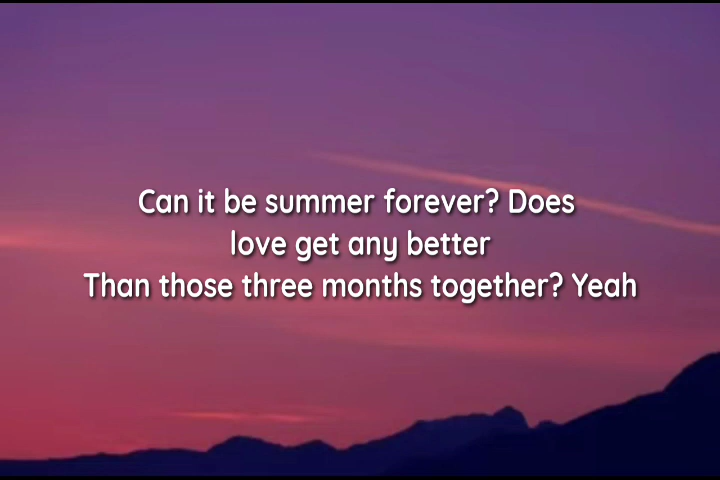 Can it be summer forever? Does
love get any better
Than those three months together? Yeah